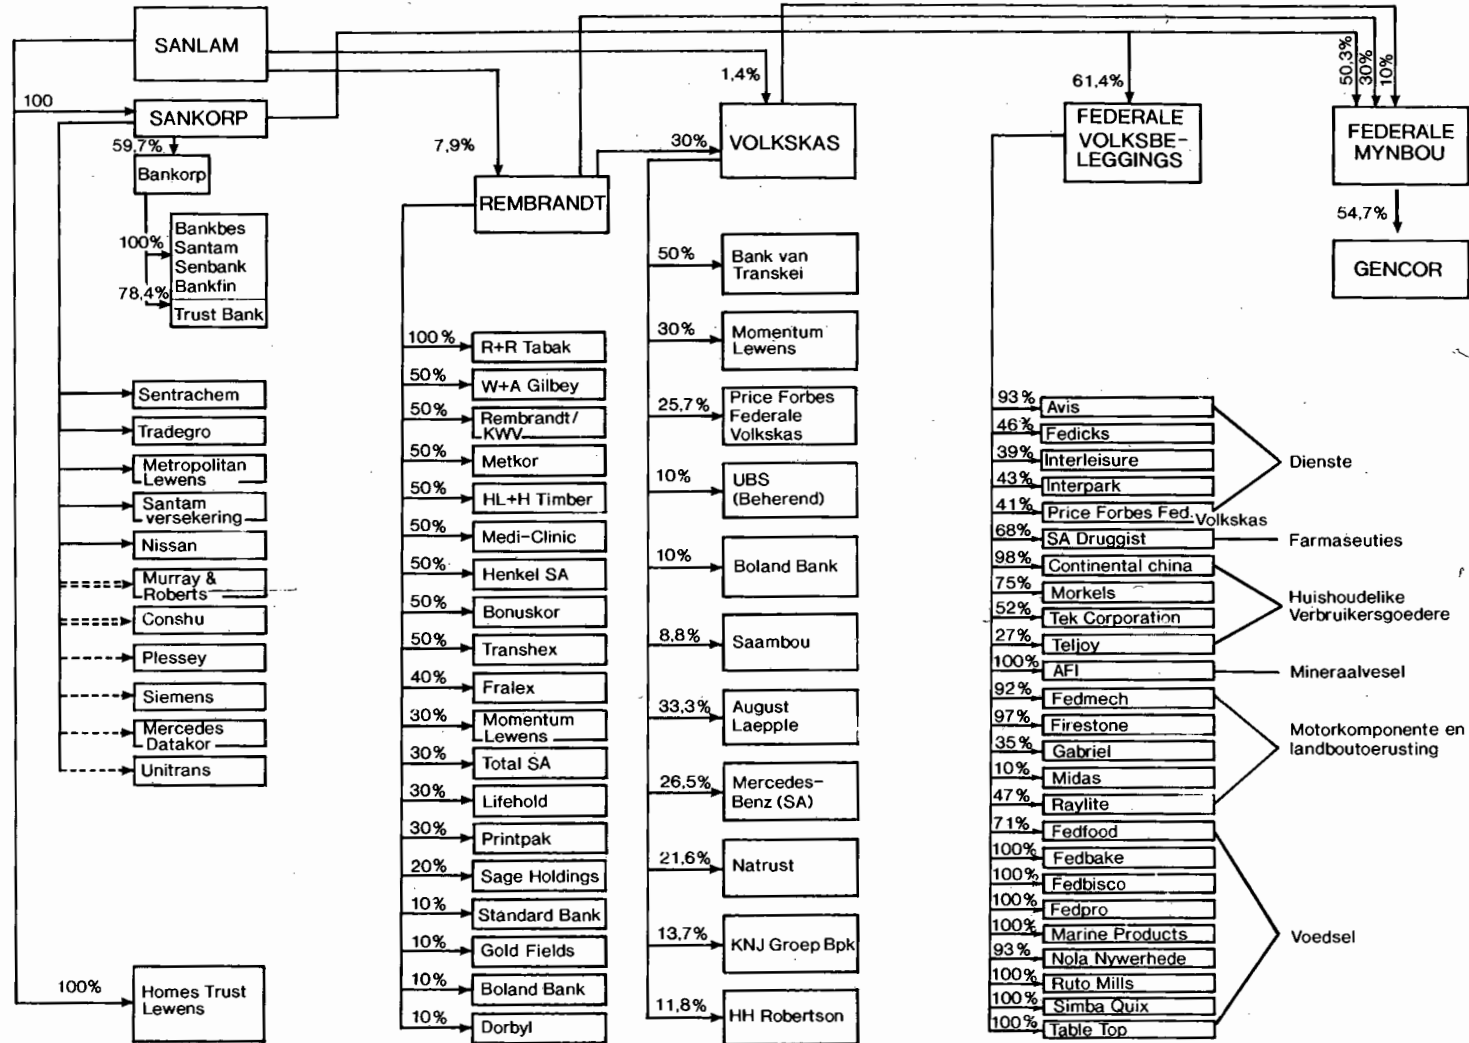 SANLAM
100
SANKORP
59,7%
Bankorp
100%
Bankbes
Santam
Senbank
Bankfin
78,4%
Trust Bank
Sentrachem
Tradegro
Metropolitan
Lewens
Santam
versekering
Nissan
Murray &
Roberts
Conshu
Plessey
Siemens
Mercedes
Datakor
Unitrans
100%
Homes Trust
Lewens
7,9%
REMBRANDT
100% R+R Tabak
50% W+A Gilbey
50% Rembrandt/
KWV
50% Metkor
50% HL+H Timber
50% Medi-Clinic
50% Henkel SA
50% Bonuskor
50% Transhex
40% Fralex
30% Momentum
Lewens
30% Total SA
30% Lifehold
30% Printpak
20% Sage Holdings
10% Standard Bank
10% Gold Fields
10% Boland Bank
10% Dorbyl
1,4%
30%
VOLKSKAS
50% Bank van
Transkei
30% Momentum
Lewens
25,7% Price Forbes
Federale
Volkskas
10% UBS
(Beherend)
10% Boland Bank
8,8% Saambou
33,3% August
Laepple
26,5% Mercedes-
Benz (SA)
21,6% Natrust
13,7% KNJ Groep Bpk
11,8% HH Robertson
61,4%
FEDERALE
VOLKSBE-
LEGGINGS
93% Avis
46% Fedicks
39% Interleisure
43% Interpark
41% Price Forbes Fed.
Volkskas
Dienste
68% SA Druggist
Farmaseuties
98% Continental china
75% Morkels
52% Tek Corporation
27% Teljoy
Huishoudelike
Verbruikersgoedere
100% AFI
Mineraalvesel
92% Fedmech
97% Firestone
35% Gabriel
10% Midas
47% Raylite
Motorkomponente en
landboutoerusting
71% Fedfood
100% Fedbake
100% Fedbisco
100% Fedpro
100% Marine Products
93% Nola Nywerhede
100% Ruto Mills
100% Simba Quix
100% Table Top
Voedsel
50,3%
30%
10%
FEDERALE
MYNBOU
54,7%
GENCOR